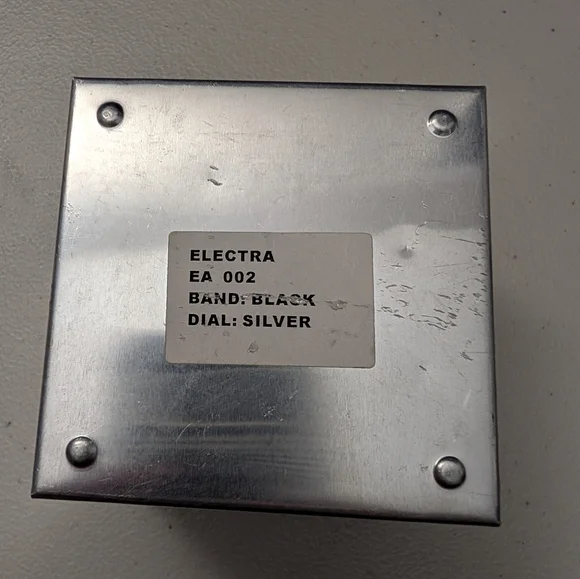 ELECTRA
EA 002
BAND: BLACK
DIAL: SILVER